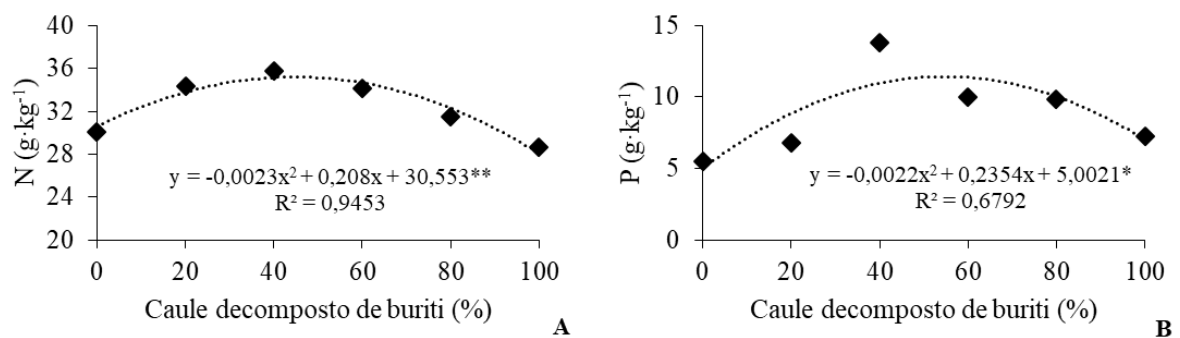 40
36
32
28
24
20
N (g·kg⁻¹)
y = -0,0023x² + 0,208x + 30,553**
R² = 0,9453
0 20 40 60 80 100
Caule decomposto de buriti (%)
A
15
10
5
0
P (g·kg⁻¹)
y = -0,0022x² + 0,2354x + 5,0021*
R² = 0,6792
0 20 40 60 80 100
Caule decomposto de buriti (%)
B